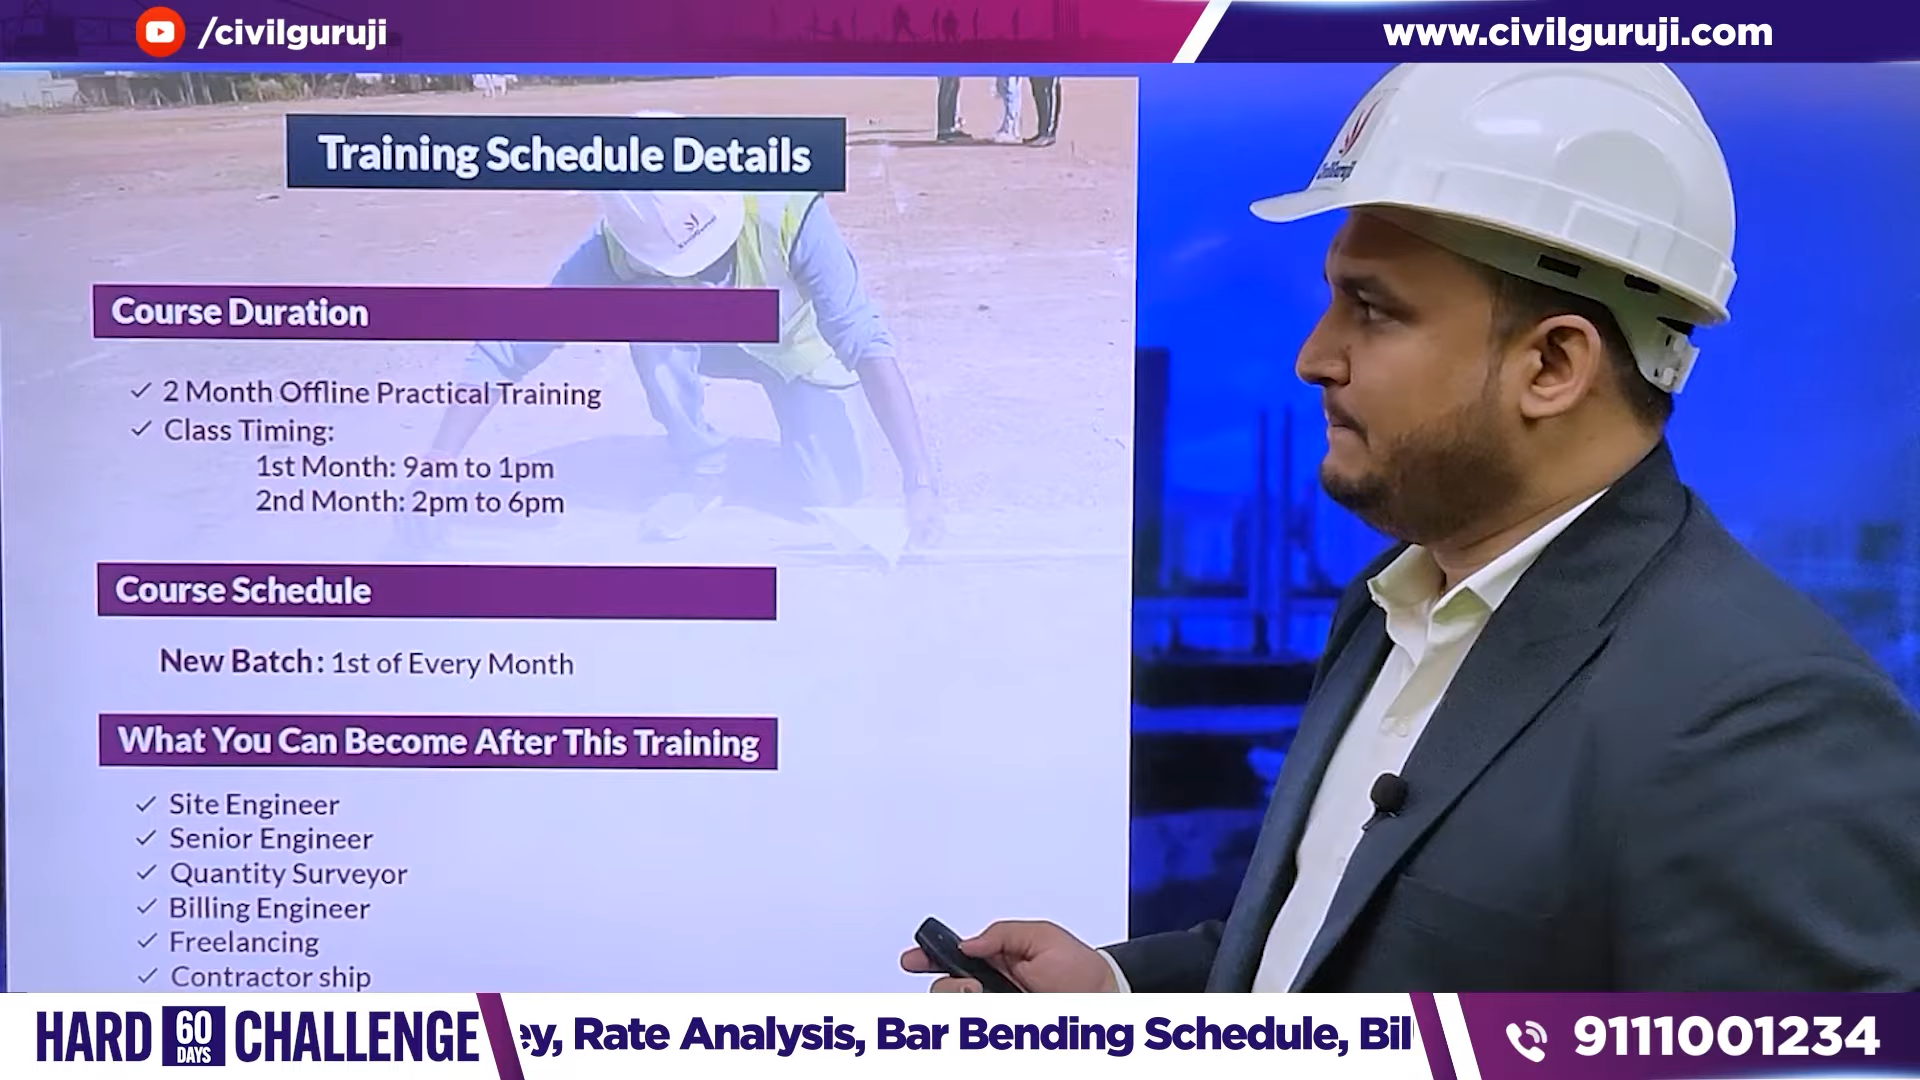 /civilguruji
www.civilguruji.com
Training Schedule Details
Course Duration
✓ 2 Month Offline Practical Training
✓ Class Timing:
1st Month: 9am to 1pm
2nd Month: 2pm to 6pm
Course Schedule
New Batch: 1st of Every Month
What You Can Become After This Training
✓ Site Engineer
✓ Senior Engineer
✓ Quantity Surveyor
✓ Billing Engineer
✓ Freelancing
✓ Contractor ship
HARD 60 DAYS CHALLENGE
ey, Rate Analysis, Bar Bending Schedule, Bil
9111001234